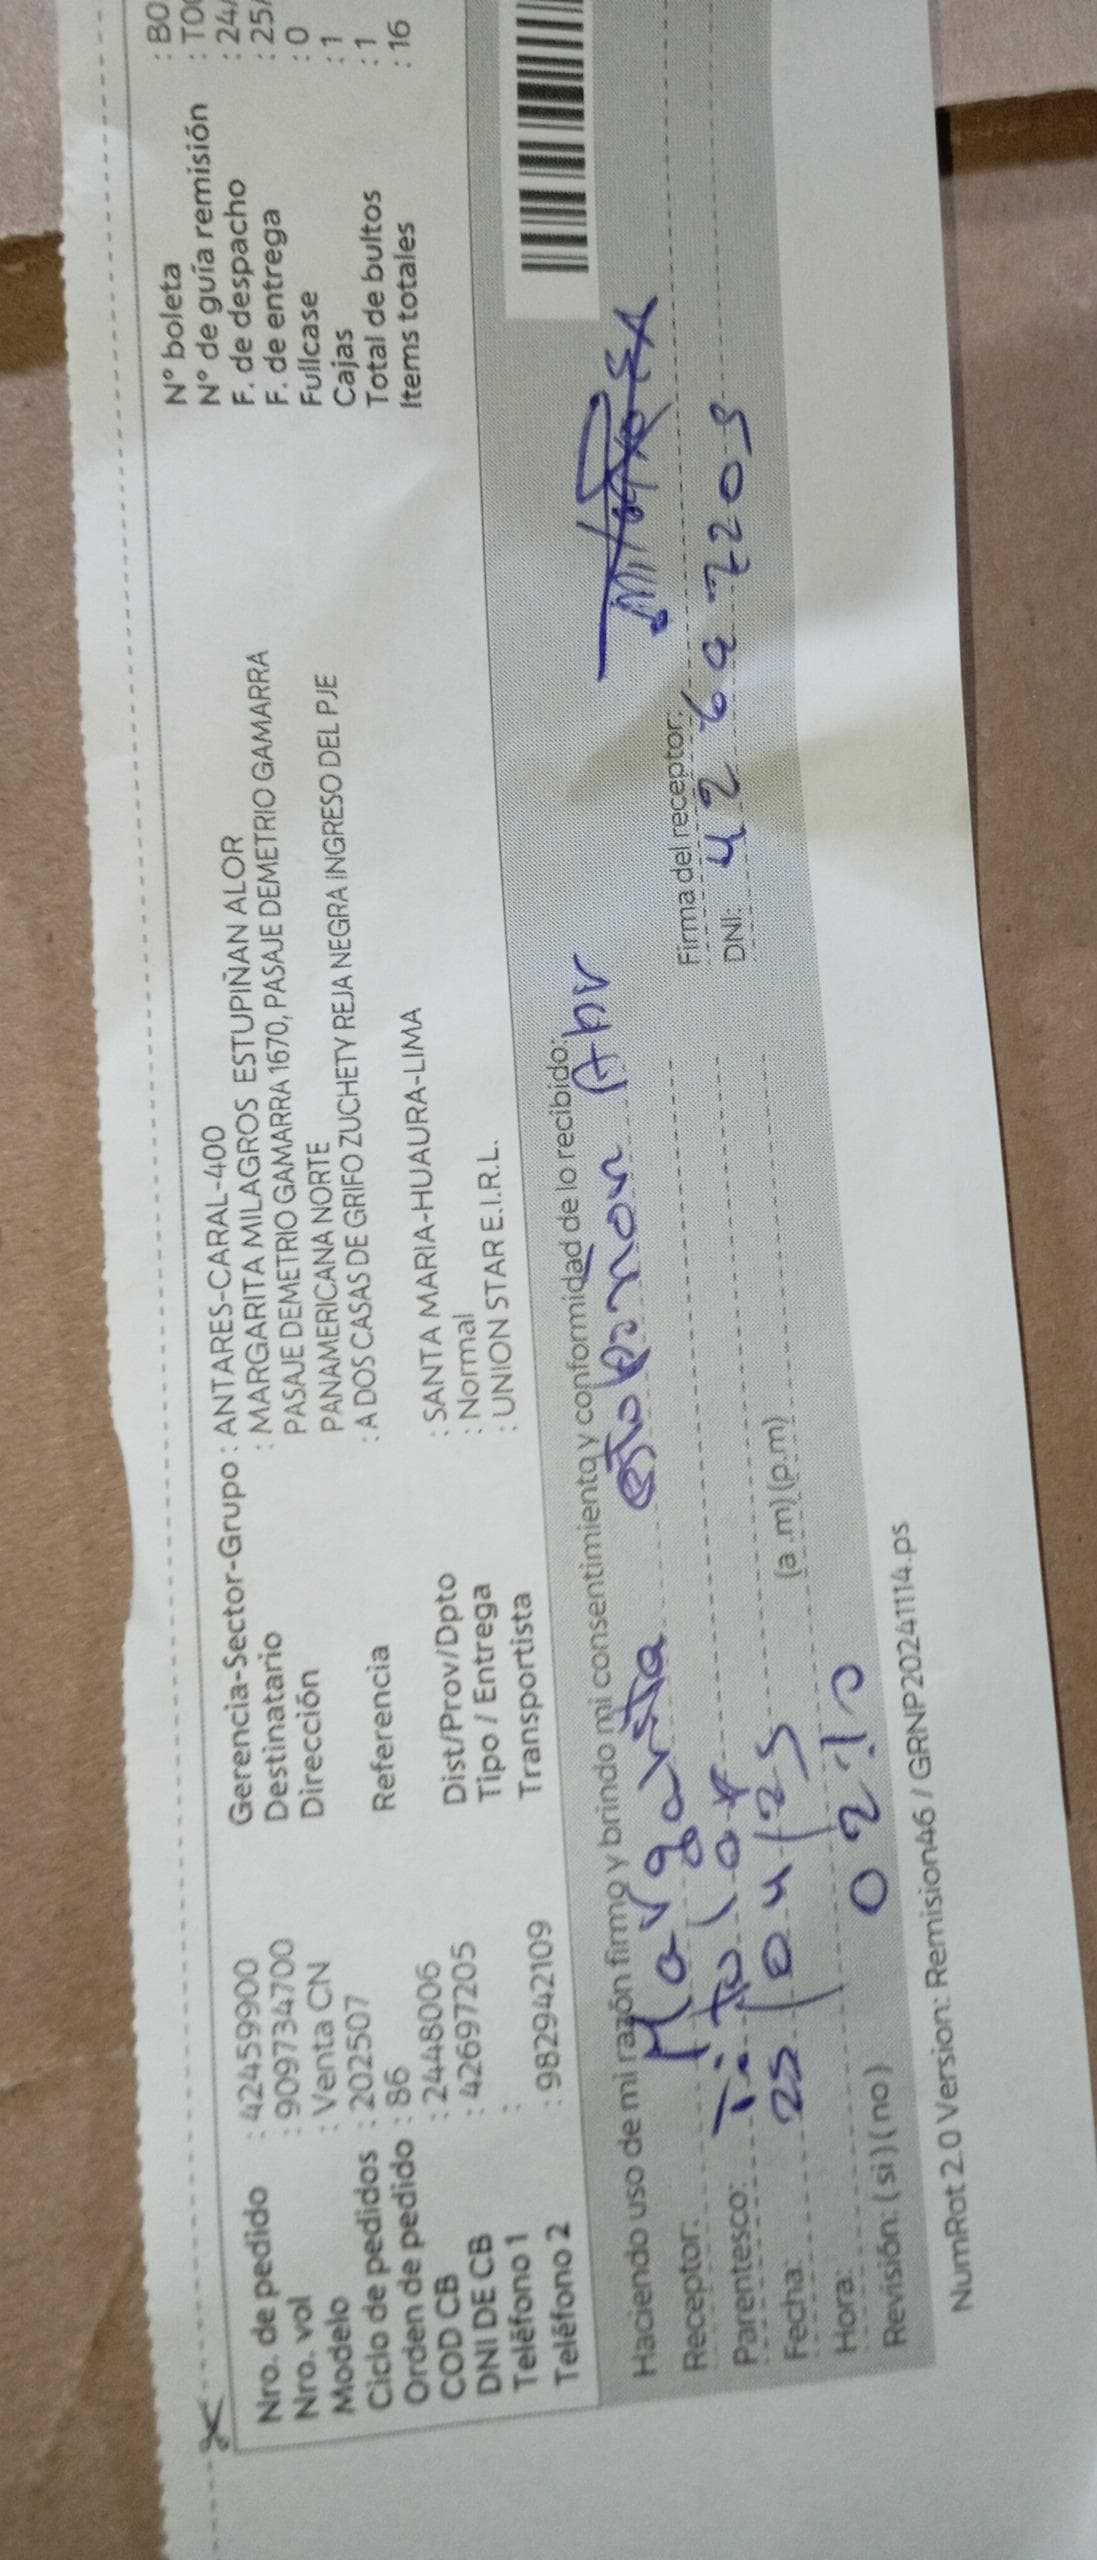 Nro. de pedido : 42459900
Nro. vol : 909734700
Modelo : Venta CN
Ciclo de pedidos : 202507
Orden de pedido : 86
COD CB : 2448006
DNI DE CB : 42697205
Teléfono 1 :
Teléfono 2 : 982942109
Gerencia-Sector-Grupo : ANTARES-CARAL-400
Destinatario : MARGARITA MILAGROS ESTUPIÑAN ALOR
Dirección PASAJE DEMETRIO GAMARRA 1670, PASAJE DEMETRIO GAMARRA
PANAMERICANA NORTE
Referencia : A DOS CASAS DE GRIFO ZUCHETY REJA NEGRA INGRESO DEL PJE
Dist/Prov/Dpto : SANTA MARIA-HUAURA-LIMA
Tipo / Entrega : Normal
Transportista : UNION STAR E.I.R.L.
N° boleta : BO
N° de guía remisión : TO
F. de despacho : 24/
F. de entrega : 25/
Fullcase : 0
Cajas : 1
Total de bultos : 1
Items totales : 16
Haciendo uso de mi razón firmo y brindo mi consentimiento y conformidad de lo recibido:
Receptor: Margarita
Firma del receptor:
Parentesco: Titular
DNI: 42697205
Fecha: 25/04/25
Hora: 02:10 (a .m) (p.m)
Revisión: ( si ) ( no )
NumRot 2.0 Version: Remision46 / GRNP20241114.ps